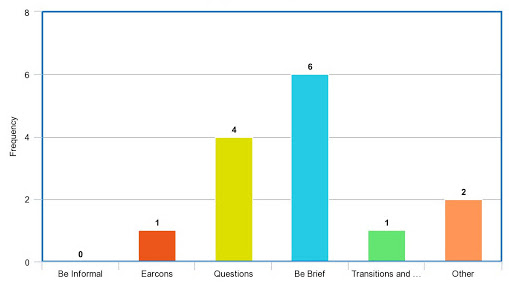 8
6
4
2
0
Frequency
0
1
4
6
1
2
Be Informal
Earcons
Questions
Be Brief
Transitions and ...
Other